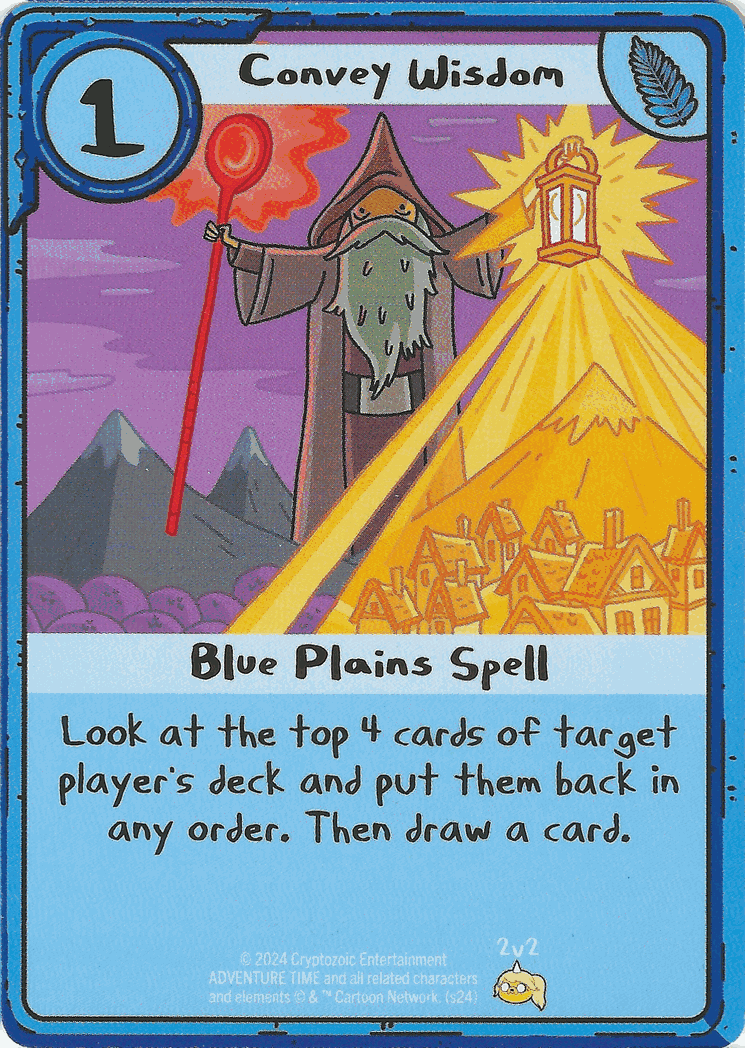 1
Convey Wisdom
Blue Plains Spell
Look at the top 4 cards of target
player's deck and put them back in
any order. Then draw a card.
© 2024 Cryptozoic Entertainment
ADVENTURE TIME and all related characters
and elements © & ™ Cartoon Network. (s24)
2v2